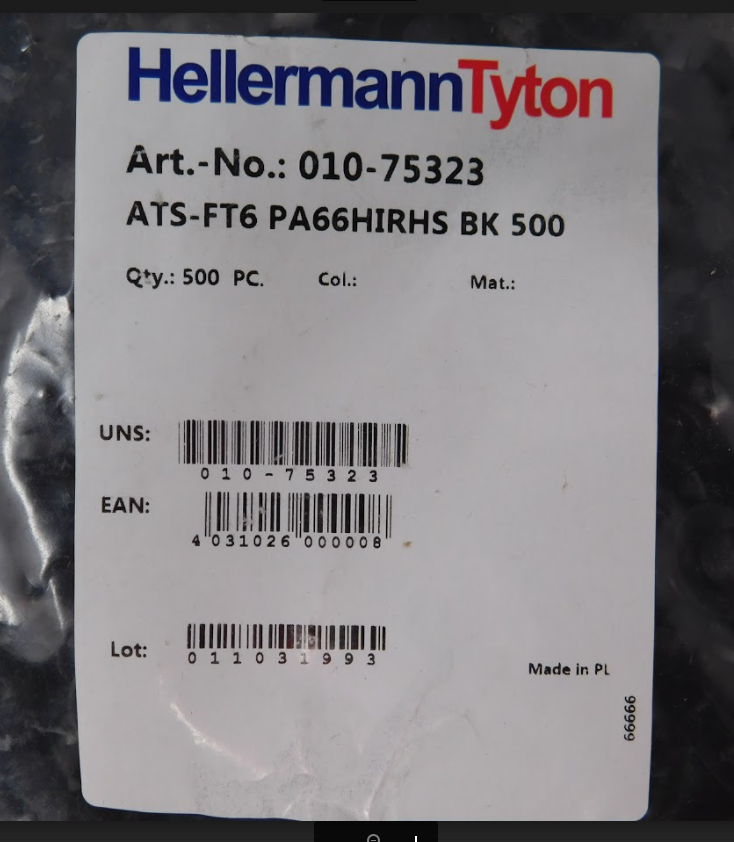 HellermannTyton
Art.-No.: 010-75323
ATS-FT6 PA66HIRHS BK 500
Qty.: 500 PC. Col.: Mat.:
UNS:
010-75323
EAN:
4 031026 000008
Lot:
011031993
Made in PL
66666